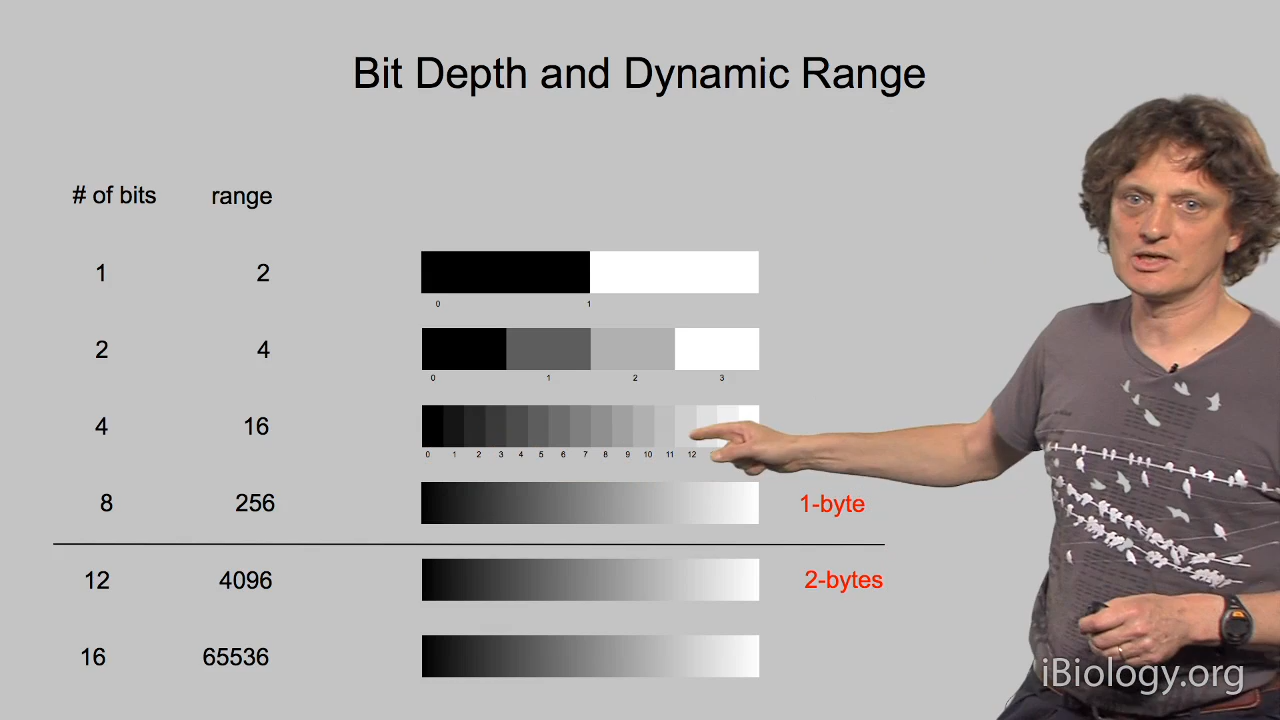 Bit Depth and Dynamic Range
# of bits range
1 2
0 1
2 4
0 1 2 3
4 16
0 1 2 3 4 5 6 7 8 9 10 11 12
8 256 1-byte
12 4096 2-bytes
16 65536
iBiology.org